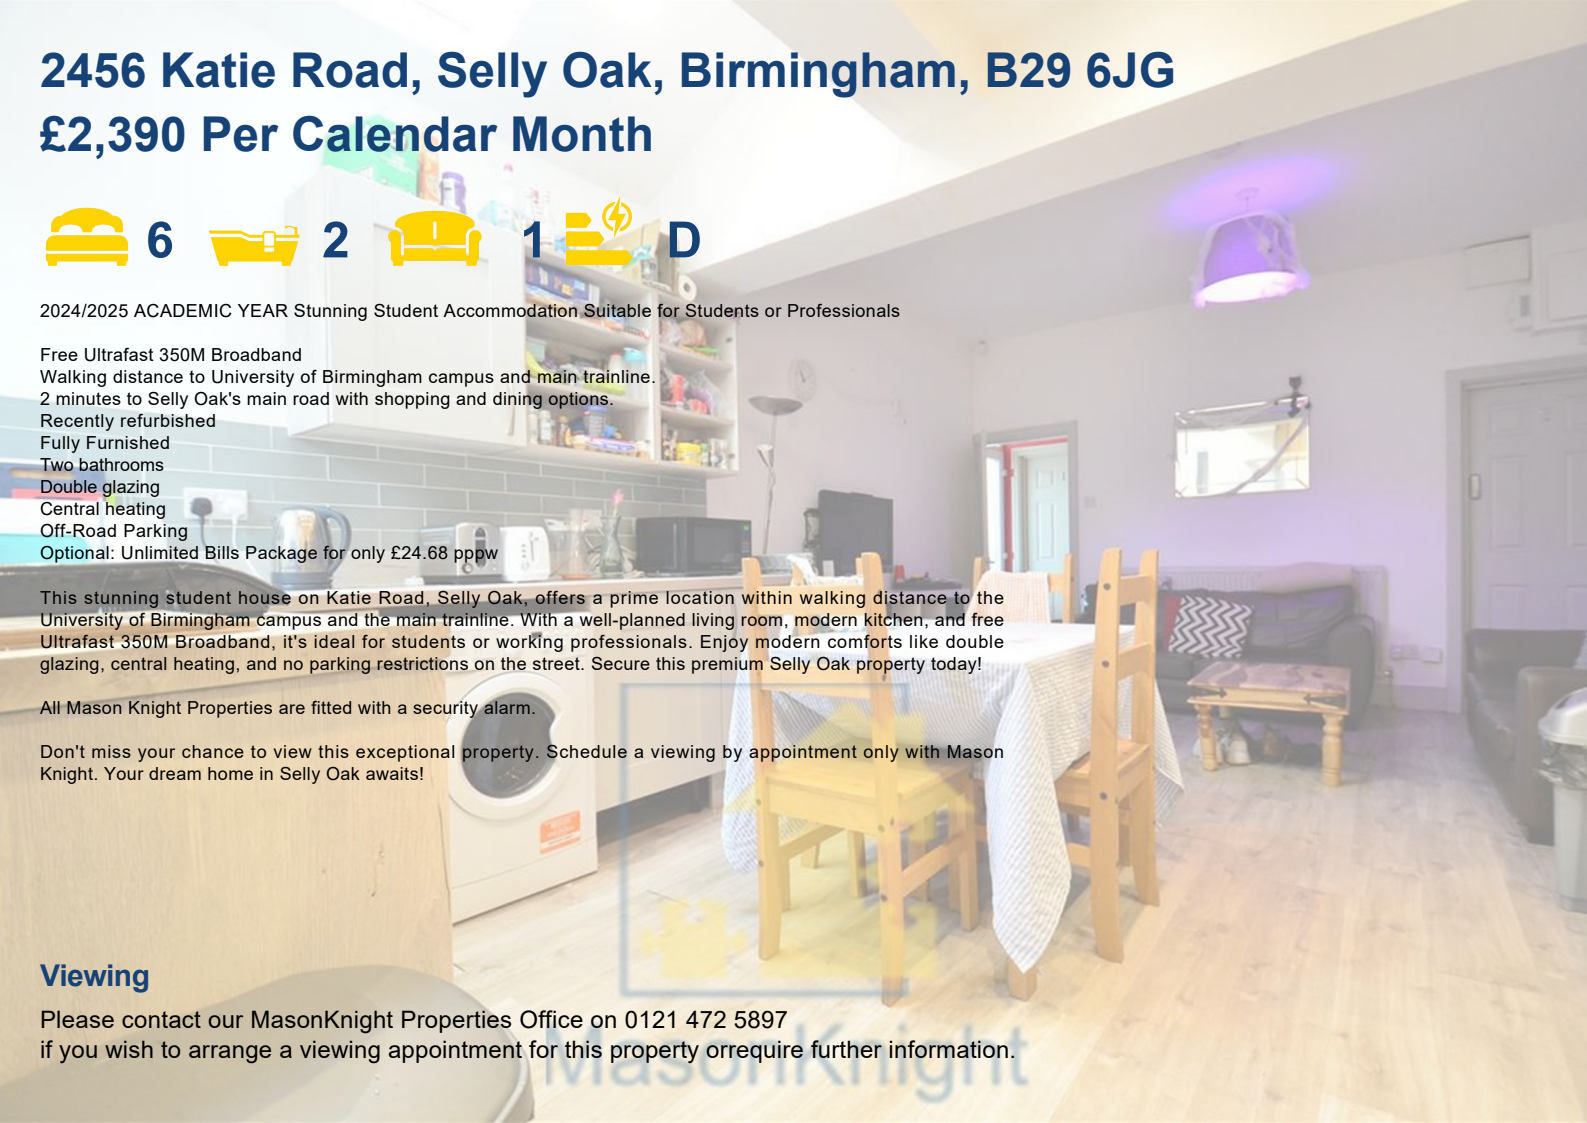 2456 Katie Road, Selly Oak, Birmingham, B29 6JG
£2,390 Per Calendar Month
6 2 1 D
2024/2025 ACADEMIC YEAR Stunning Student Accommodation Suitable for Students or Professionals
Free Ultrafast 350M Broadband
Walking distance to University of Birmingham campus and main trainline.
2 minutes to Selly Oak's main road with shopping and dining options.
Recently refurbished
Fully Furnished
Two bathrooms
Double glazing
Central heating
Off-Road Parking
Optional: Unlimited Bills Package for only £24.68 pppw
This stunning student house on Katie Road, Selly Oak, offers a prime location within walking distance to the
University of Birmingham campus and the main trainline. With a well-planned living room, modern kitchen, and free
Ultrafast 350M Broadband, it's ideal for students or working professionals. Enjoy modern comforts like double
glazing, central heating, and no parking restrictions on the street. Secure this premium Selly Oak property today!
All Mason Knight Properties are fitted with a security alarm.
Don't miss your chance to view this exceptional property. Schedule a viewing by appointment only with Mason
Knight. Your dream home in Selly Oak awaits!
Viewing
Please contact our MasonKnight Properties Office on 0121 472 5897
if you wish to arrange a viewing appointment for this property orrequire further information.
MasonKnight